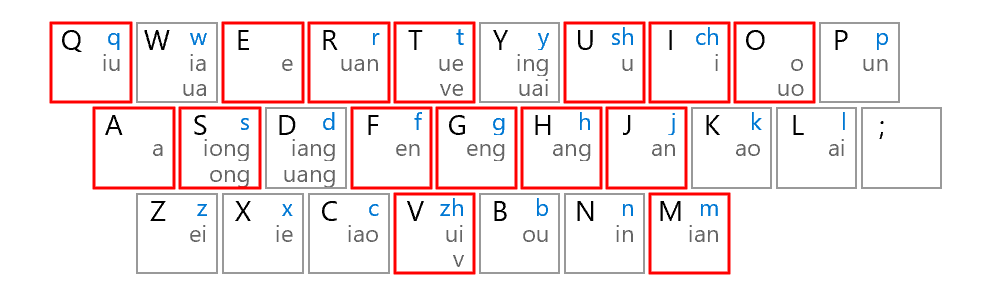 Q q W w E R r T t Y y U sh I ch O P p
iu ia e uan ue ing u i o un
ua ve uai uo
A S s D d F f G g H h J j K k L l ;
a iong iang en eng ang an ao ai
ong uang
Z z X x C c V zh B b N n M m
ei ie iao ui ou in ian
v